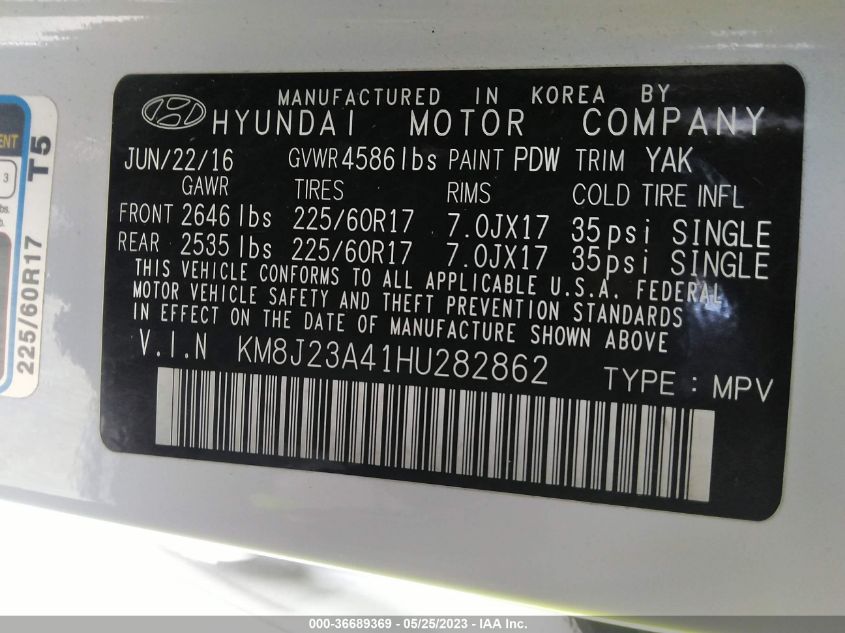 MANUFACTURED IN KOREA BY
HYUNDAI MOTOR COMPANY
JUN/22/16 GVWR 4586lbs PAINT PDW TRIM YAK
GAWR TIRES RIMS COLD TIRE INFL
FRONT 2646 lbs 225/60R17 7.0JX17 35psi SINGLE
REAR 2535 lbs 225/60R17 7.0JX17 35psi SINGLE
THIS VEHICLE CONFORMS TO ALL APPLICABLE U.S.A. FEDERAL
MOTOR VEHICLE SAFETY AND THEFT PREVENTION STANDARDS
IN EFFECT ON THE DATE OF MANUFACTURE SHOWN ABOVE
V.I.N KM8J23A41HU282862 TYPE : MPV
225/60R17 T5
3
000-36689369 - 05/25/2023 - IAA Inc.